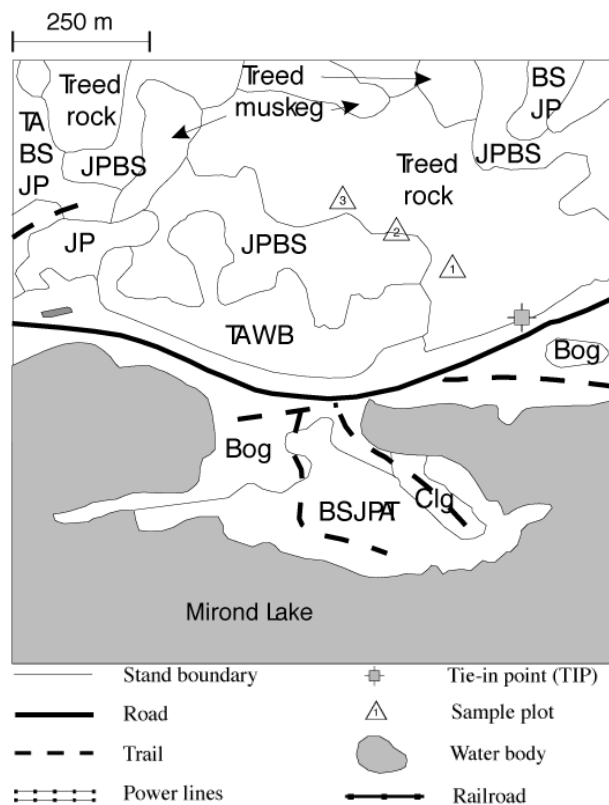 250 m
Treed
rock
Treed
muskeg
BS
JP
TA
BS
JP
JPBS
JPBS
Treed
rock
3
2
1
JP
JPBS
TAWB
Bog
Bog
Clg
BSJPAT
Mirond Lake
Stand boundary
Tie-in point (TIP)
Road
1
Sample plot
Trail
Water body
Power lines
Railroad